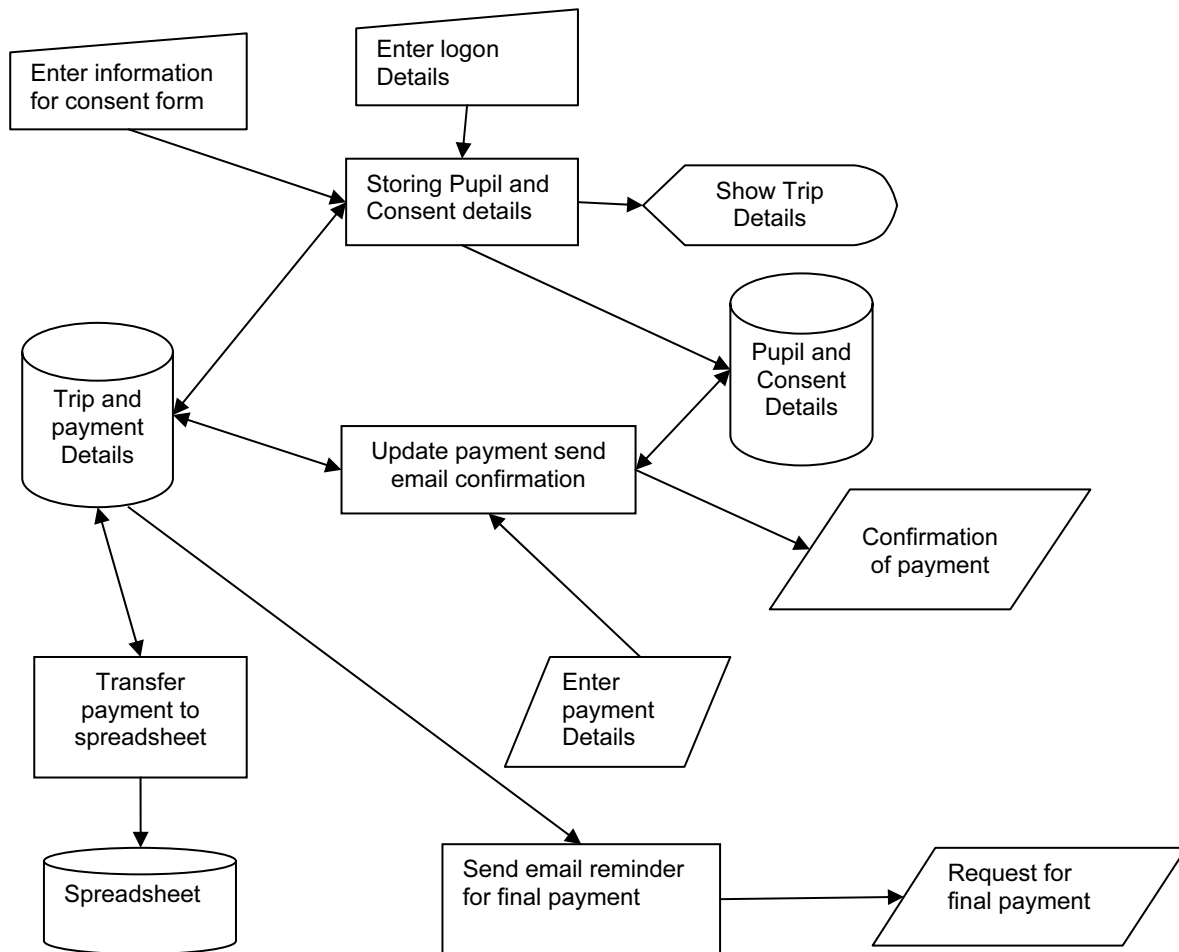 Enter information
for consent form
Enter logon
Details
Storing Pupil and
Consent details
Show Trip
Details
Trip and
payment
Details
Pupil and
Consent
Details
Update payment send
email confirmation
Confirmation
of payment
Transfer
payment to
spreadsheet
Enter
payment
Details
Spreadsheet
Send email reminder
for final payment
Request for
final payment